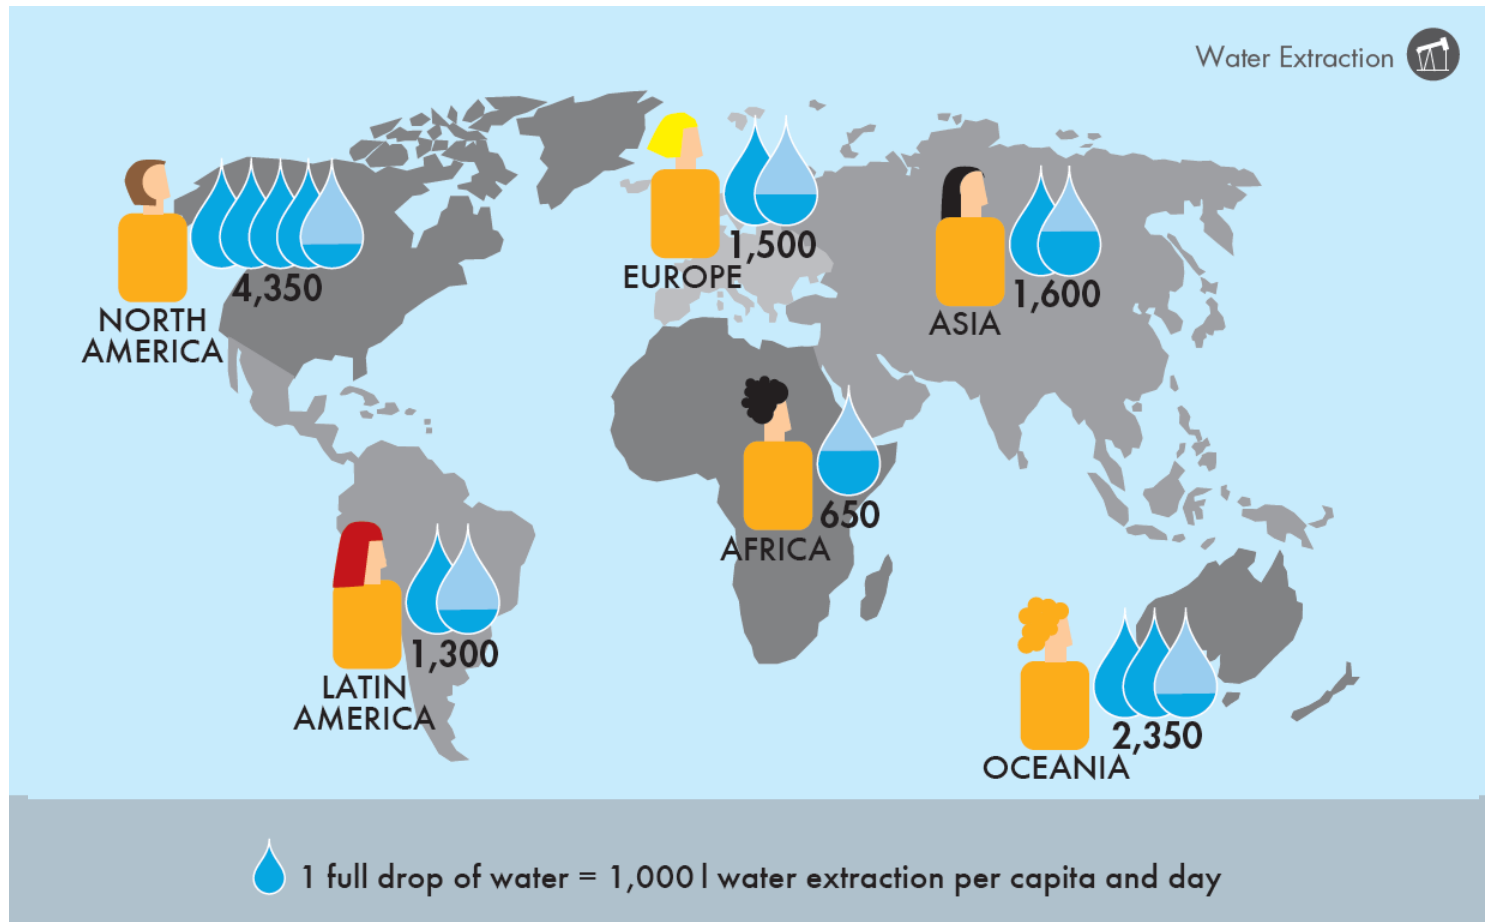 Water Extraction
4,350
NORTH
AMERICA
1,500
EUROPE
1,600
ASIA
650
AFRICA
1,300
LATIN
AMERICA
2,350
OCEANIA
1 full drop of water = 1,000 l water extraction per capita and day